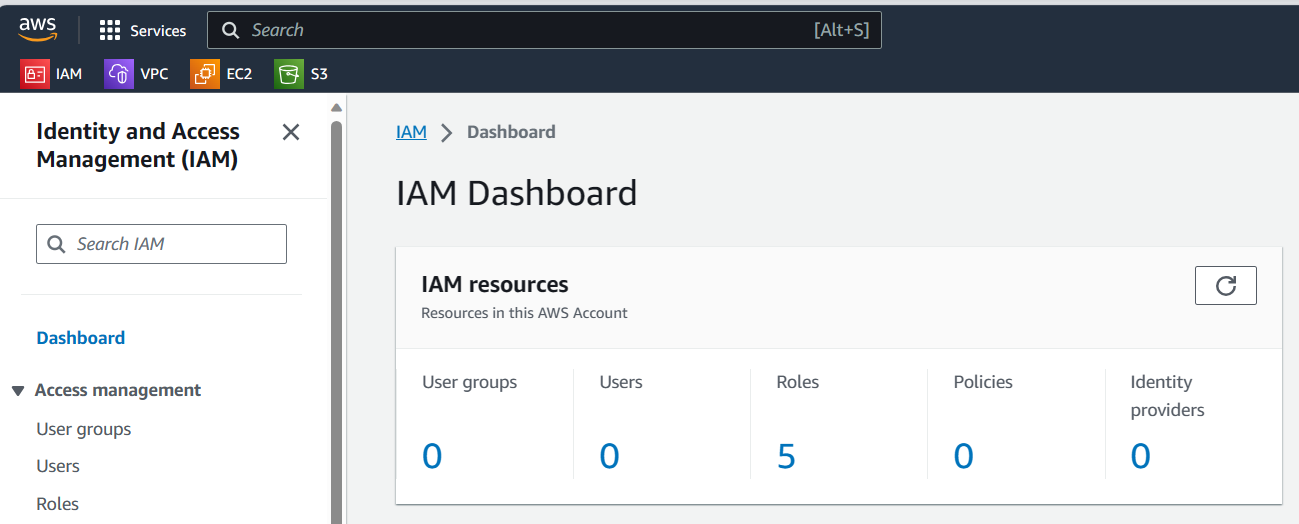 aws
Services
Search
[Alt+S]
IAM
VPC
EC2
S3
Identity and Access
Management (IAM)
Search IAM
Dashboard
Access management
User groups
Users
Roles
IAM
Dashboard
IAM Dashboard
IAM resources
Resources in this AWS Account
User groups
0
Users
0
Roles
5
Policies
0
Identity
providers
0